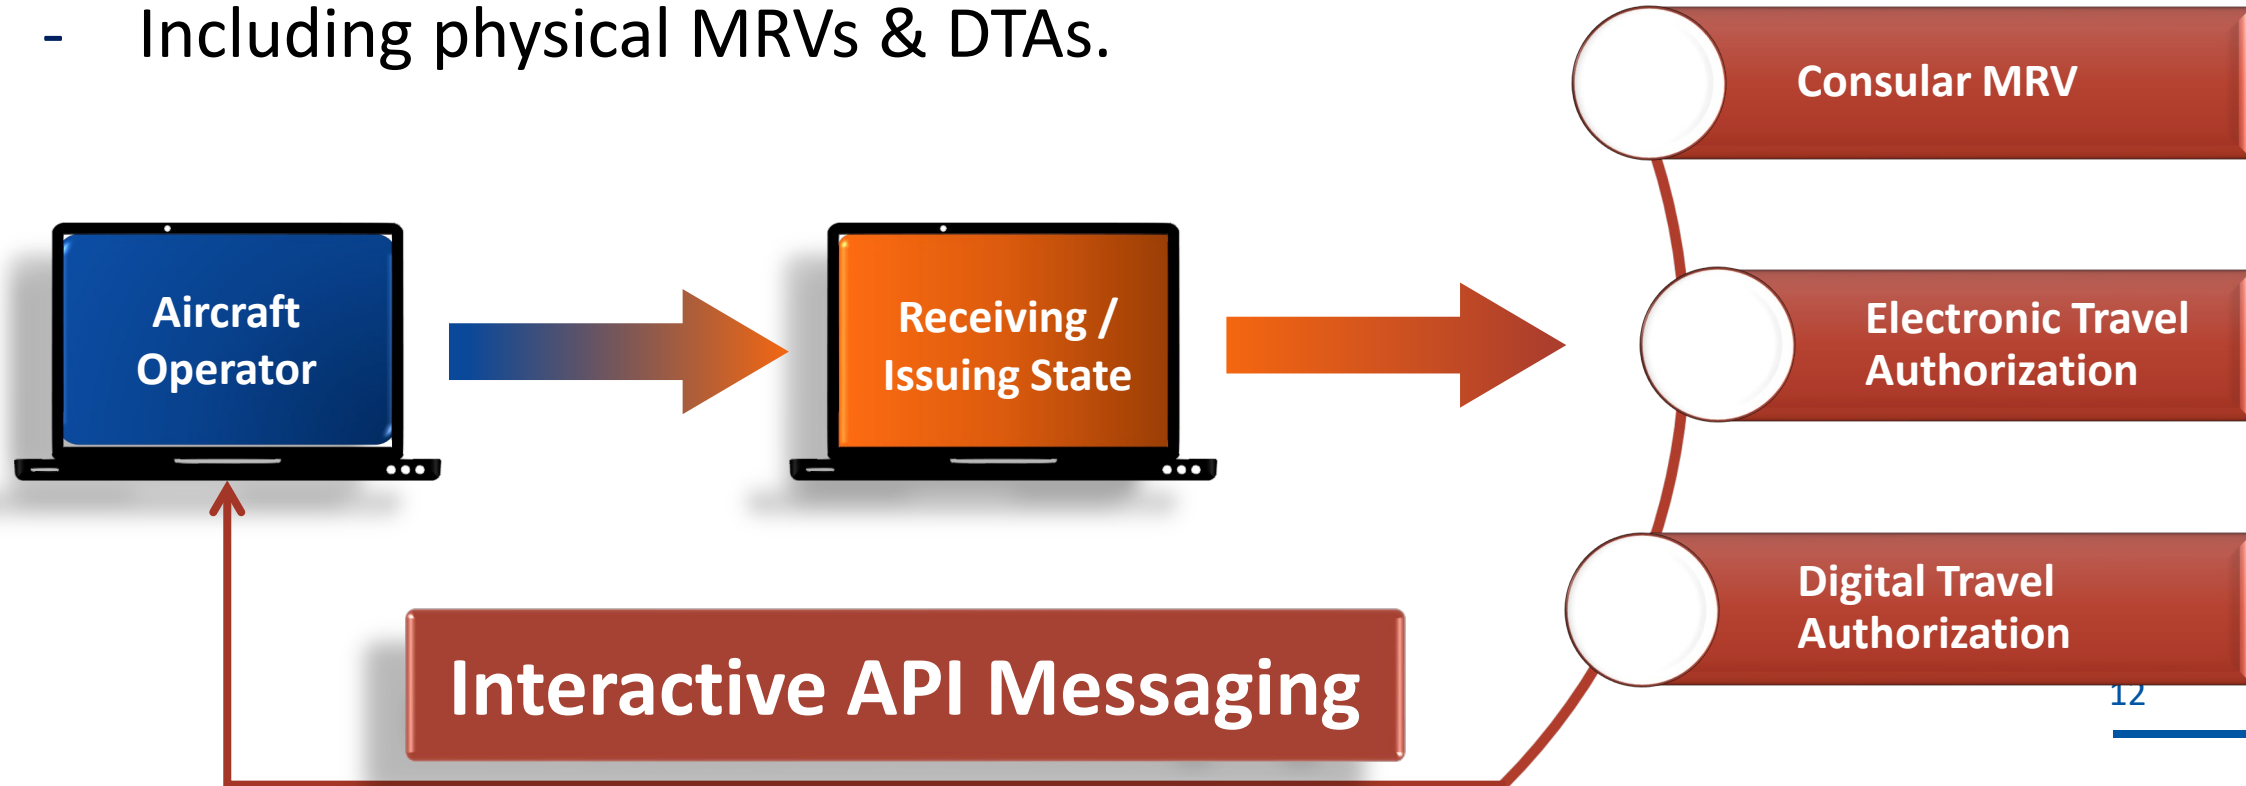 - Including physical MRVs & DTAs.
Consular MRV
Aircraft
Operator
Receiving /
Issuing State
Electronic Travel
Authorization
Digital Travel
Authorization
Interactive API Messaging
12